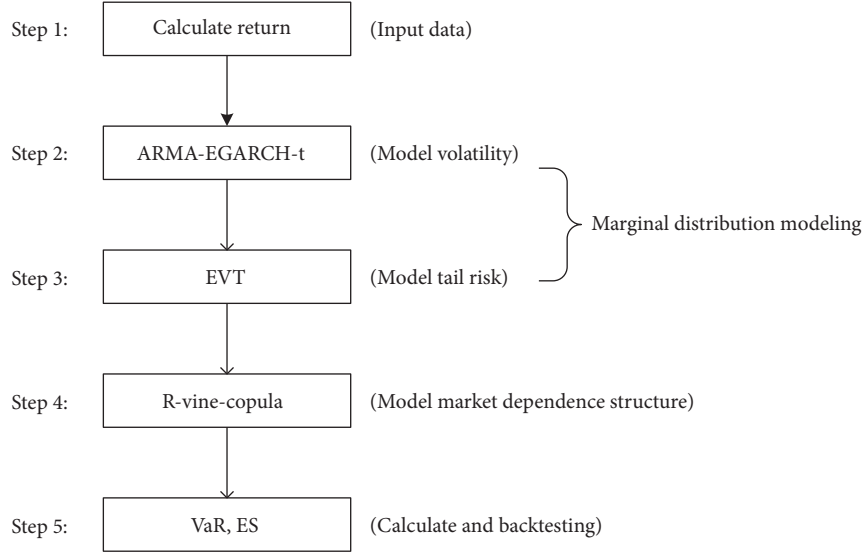 Step 1: Calculate return (Input data)
Step 2: ARMA-EGARCH-t (Model volatility)
Marginal distribution modeling
Step 3: EVT (Model tail risk)
Step 4: R-vine-copula (Model market dependence structure)
Step 5: VaR, ES (Calculate and backtesting)